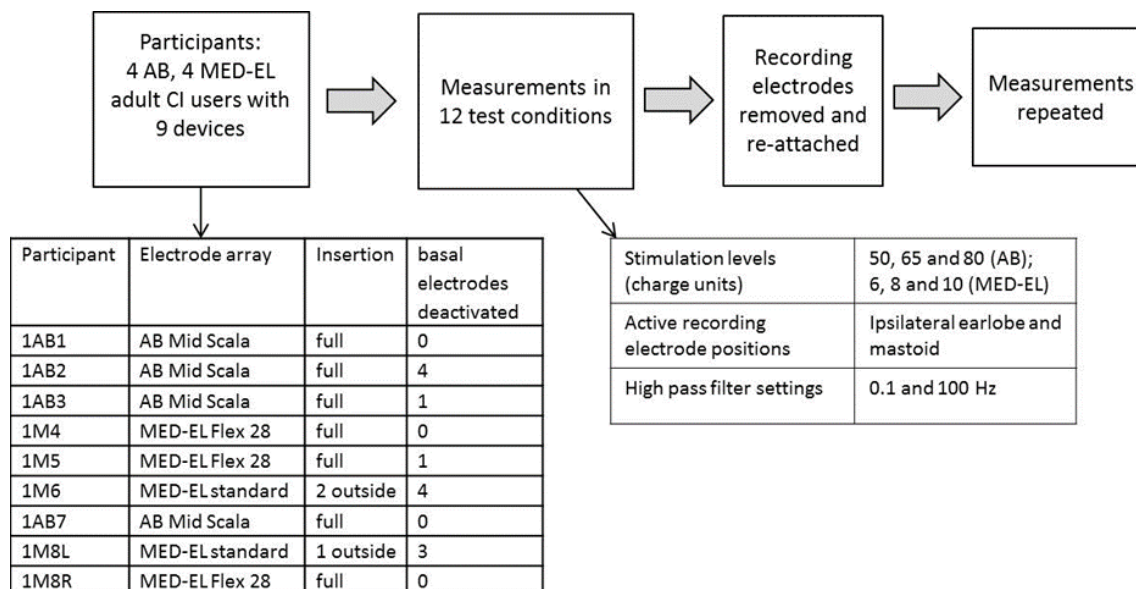 Participants:
4 AB, 4 MED-EL
adult CI users with
9 devices
Measurements in
12 test conditions
Recording
electrodes
removed and
re-attached
Measurements
repeated
Participant Electrode array Insertion basal
electrodes
deactivated
1AB1 AB Mid Scala full 0
1AB2 AB Mid Scala full 4
1AB3 AB Mid Scala full 1
1M4 MED-EL Flex 28 full 0
1M5 MED-EL Flex 28 full 1
1M6 MED-EL standard 2 outside 4
1AB7 AB Mid Scala full 0
1M8L MED-EL standard 1 outside 3
1M8R MED-EL Flex 28 full 0
Stimulation levels 50, 65 and 80 (AB);
(charge units) 6, 8 and 10 (MED-EL)
Active recording Ipsilateral earlobe and
electrode positions mastoid
High pass filter settings 0.1 and 100 Hz